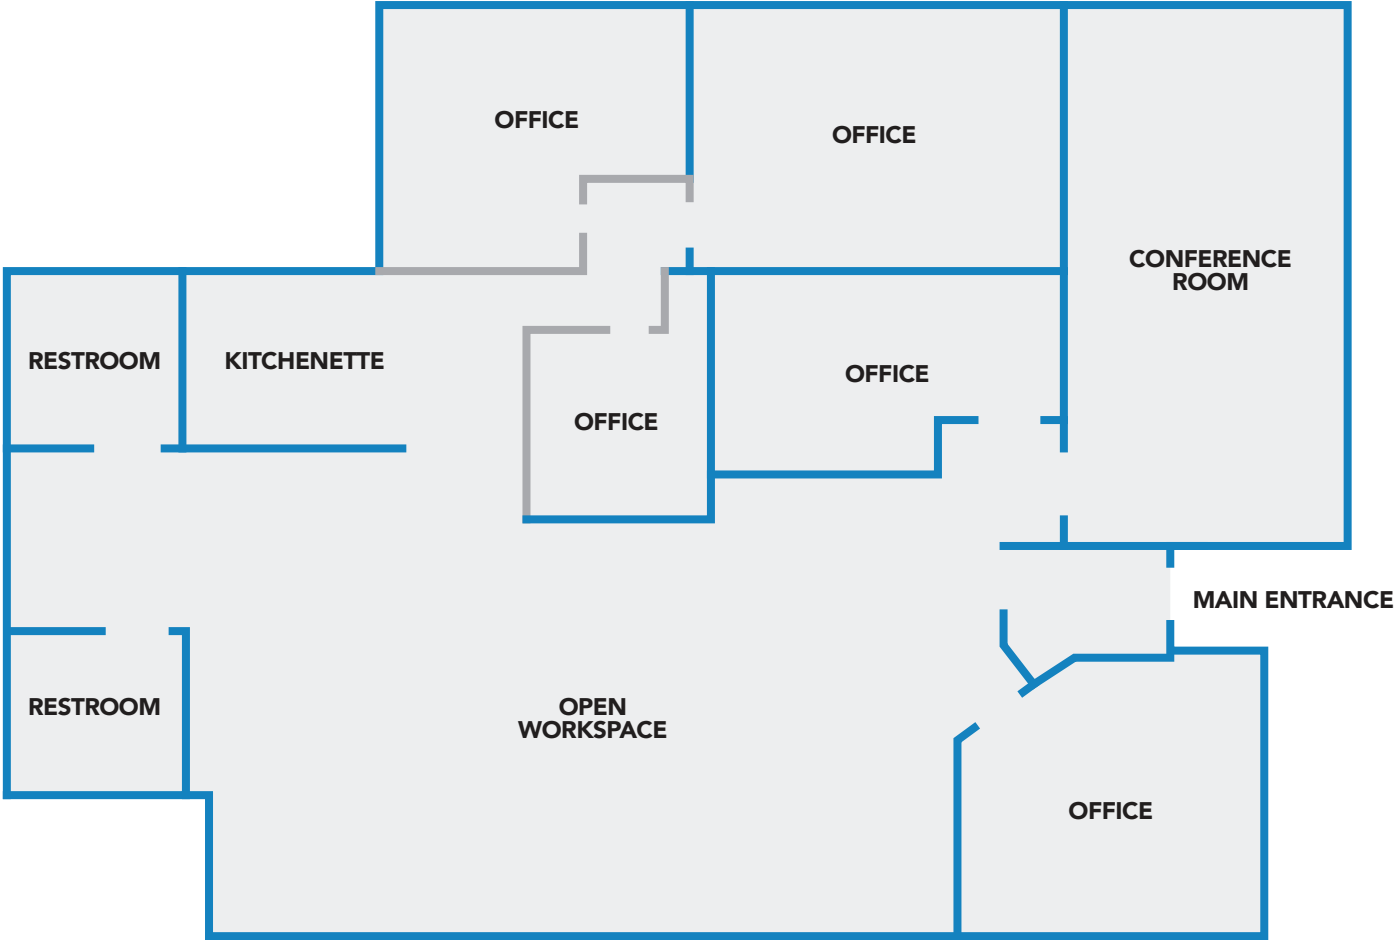 OFFICE
OFFICE
CONFERENCE
ROOM
RESTROOM
KITCHENETTE
OFFICE
OFFICE
MAIN ENTRANCE
RESTROOM
OPEN
WORKSPACE
OFFICE